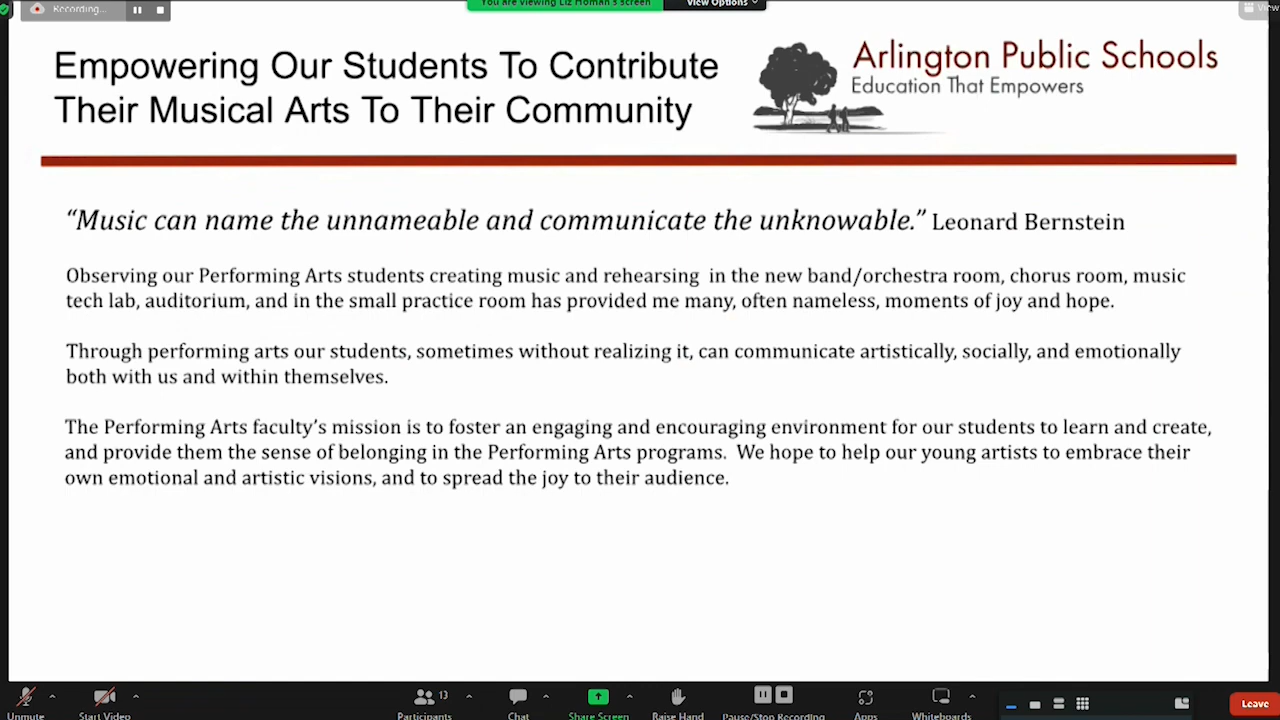 Recording...
You are viewing Liz Homan's screen
View Options
View
Empowering Our Students To Contribute
Their Musical Arts To Their Community
Arlington Public Schools
Education That Empowers
“Music can name the unnameable and communicate the unknowable.” Leonard Bernstein
Observing our Performing Arts students creating music and rehearsing in the new band/orchestra room, chorus room, music
tech lab, auditorium, and in the small practice room has provided me many, often nameless, moments of joy and hope.
Through performing arts our students, sometimes without realizing it, can communicate artistically, socially, and emotionally
both with us and within themselves.
The Performing Arts faculty’s mission is to foster an engaging and encouraging environment for our students to learn and create,
and provide them the sense of belonging in the Performing Arts programs. We hope to help our young artists to embrace their
own emotional and artistic visions, and to spread the joy to their audience.
Unmute
Start Video
13
Participants
Chat
Share Screen
Raise Hand
Pause/Stop Recording
Apps
Whiteboards
Leave